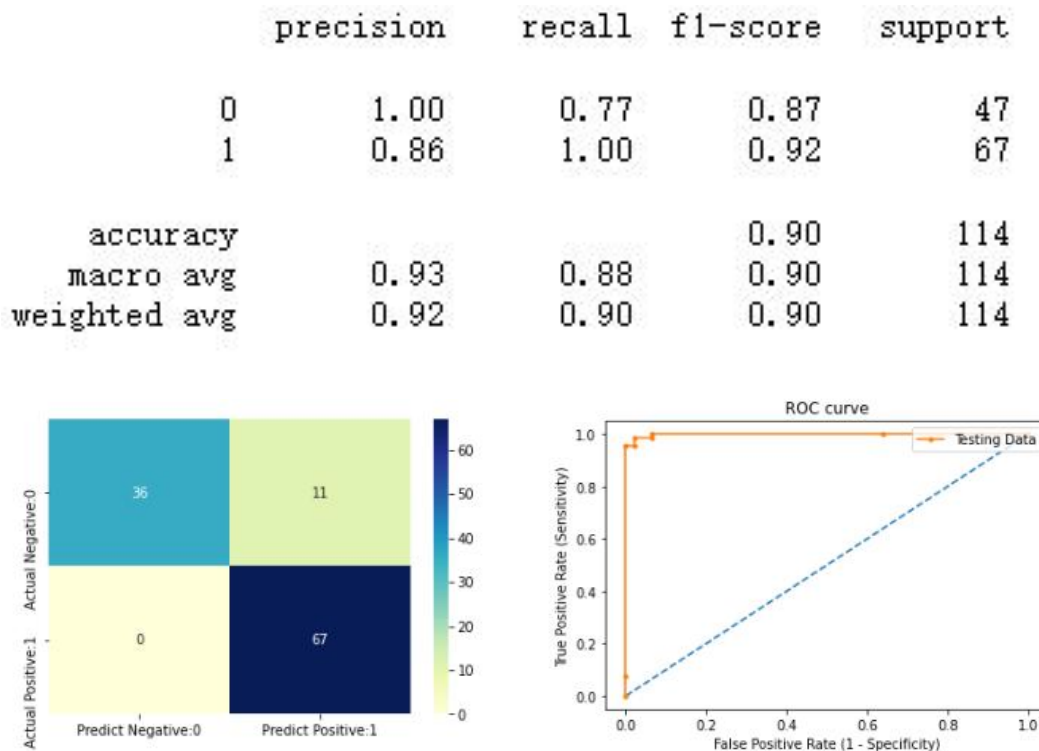 precision recall f1-score support
0 1.00 0.77 0.87 47
1 0.86 1.00 0.92 67
accuracy 0.90 114
macro avg 0.93 0.88 0.90 114
weighted avg 0.92 0.90 0.90 114
Actual Negative:0
Actual Positive:1
36 11
0 67
Predict Negative:0 Predict Positive:1
60
50
40
30
20
10
0
ROC curve
Testing Data
True Positive Rate (Sensitivity)
1.0
0.8
0.6
0.4
0.2
0.0
0.0 0.2 0.4 0.6 0.8 1.0
False Positive Rate (1 - Specificity)